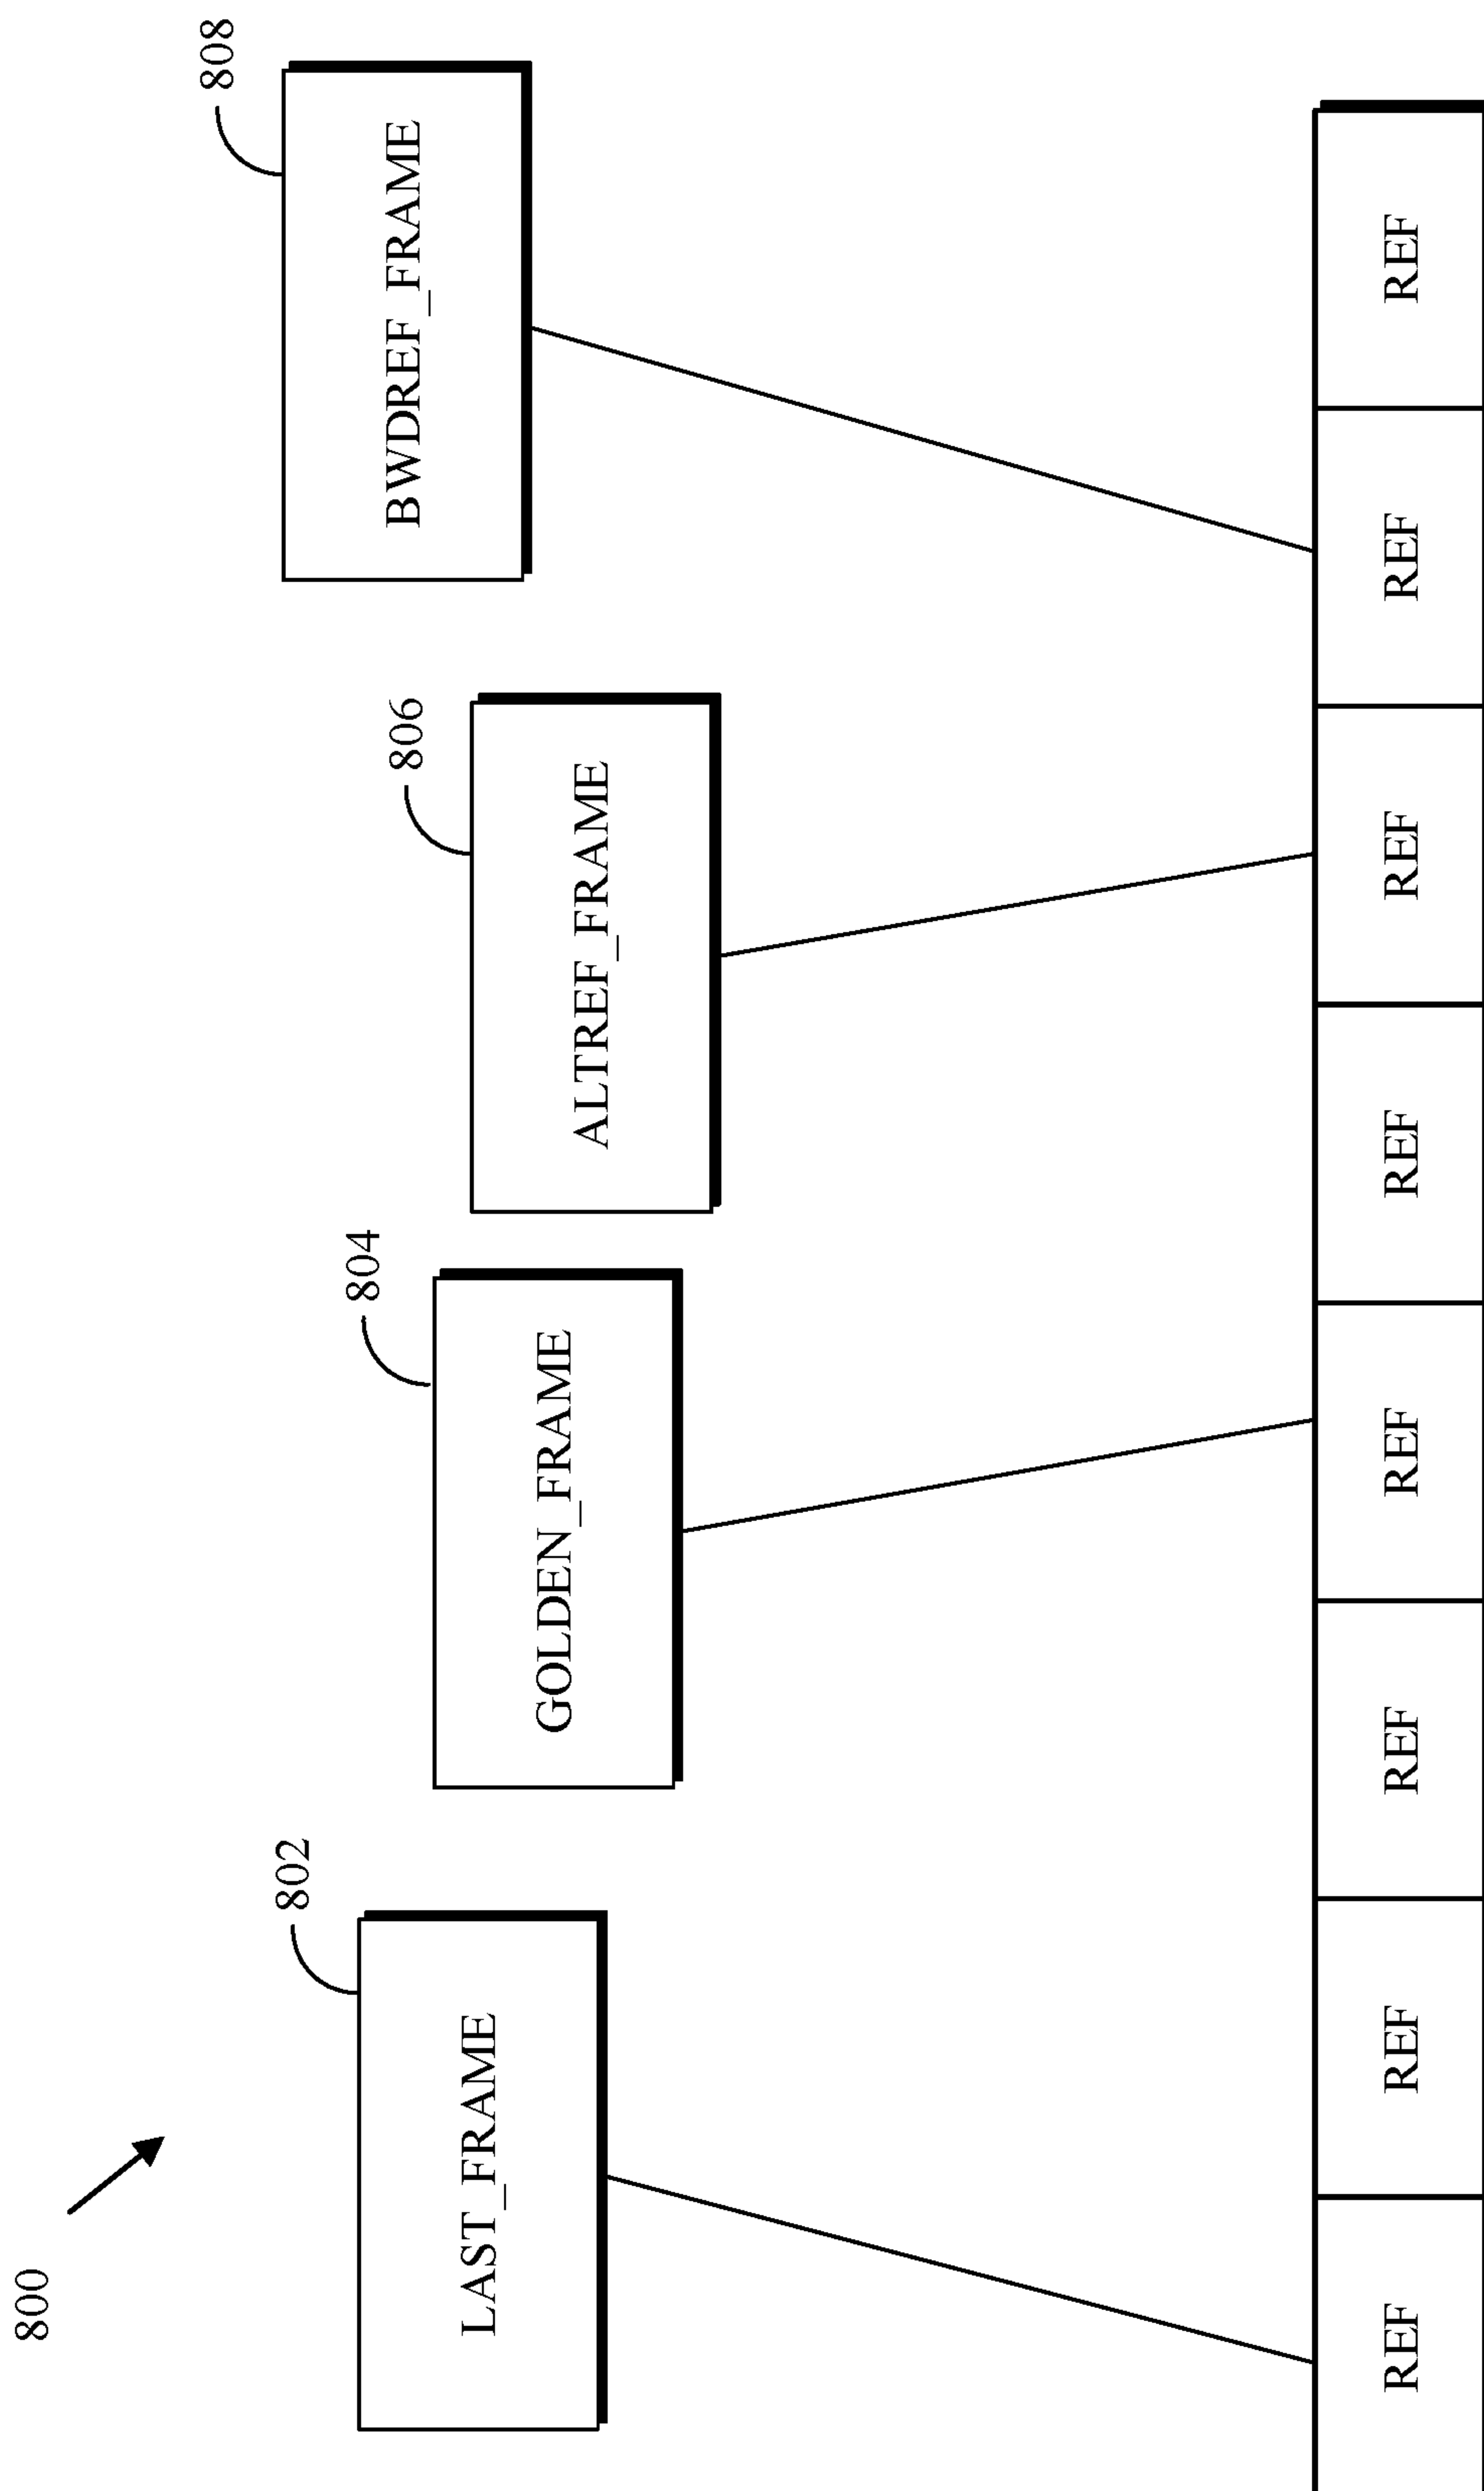 800
802
LAST_FRAME
804
GOLDEN_FRAME
806
ALTREF_FRAME
808
BWDREF_FRAME
REF
REF
REF
REF
REF
REF
REF
REF